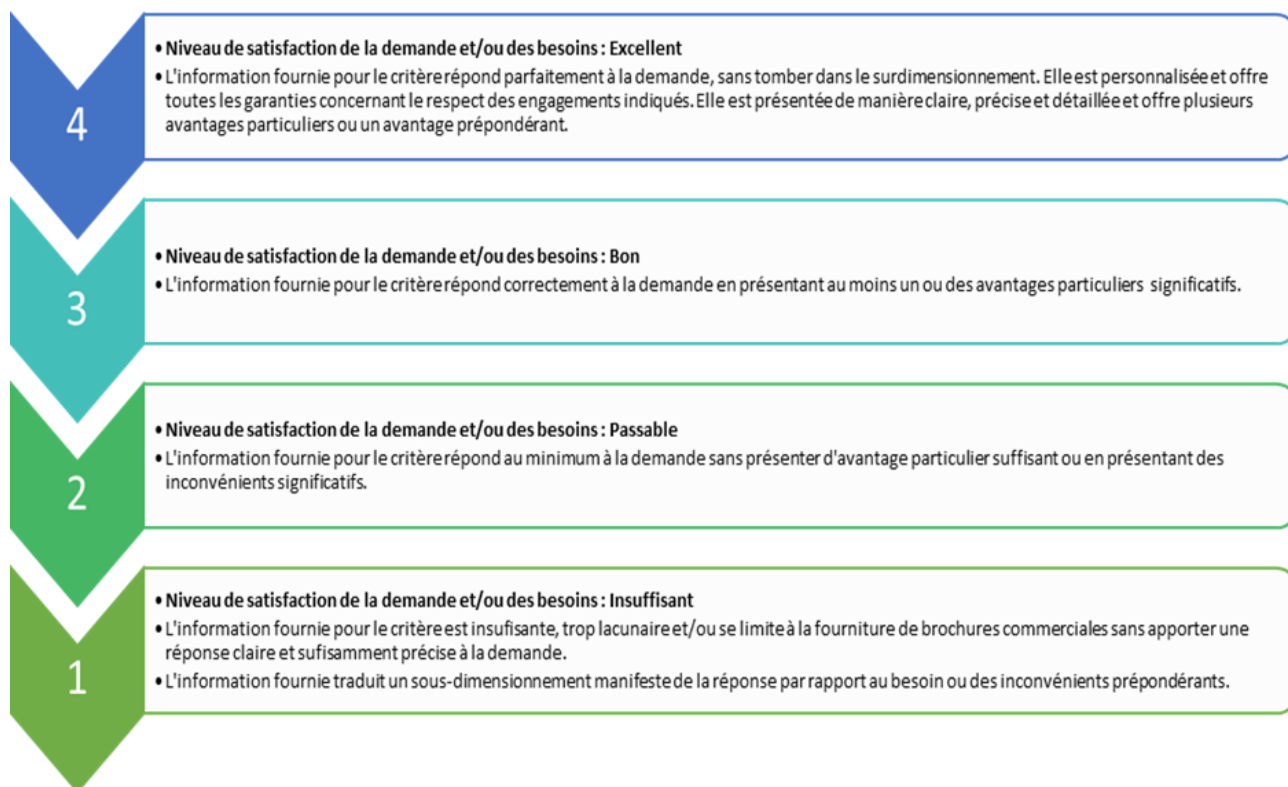 4
• Niveau de satisfaction de la demande et/ou des besoins : Excellent
• L'information fournie pour le critère répond parfaitement à la demande, sans tomber dans le surdimensionnement. Elle est personnalisée et offre
toutes les garanties concernant le respect des engagements indiqués. Elle est présentée de manière claire, précise et détaillée et offre plusieurs
avantages particuliers ou un avantage prépondérant.
3
• Niveau de satisfaction de la demande et/ou des besoins : Bon
• L'information fournie pour le critère répond correctement à la demande en présentant au moins un ou des avantages particuliers significatifs.
2
• Niveau de satisfaction de la demande et/ou des besoins : Passable
• L'information fournie pour le critère répond au minimum à la demande sans présenter d'avantage particulier suffisant ou en présentant des
inconvénients significatifs.
1
• Niveau de satisfaction de la demande et/ou des besoins : Insuffisant
• L'information fournie pour le critère est insufisante, trop lacunaire et/ou se limite à la fourniture de brochures commerciales sans apporter une
réponse claire et sufisamment précise à la demande.
• L'information fournie traduit un sous-dimensionnement manifeste de la réponse par rapport au besoin ou des inconvénients prépondérants.